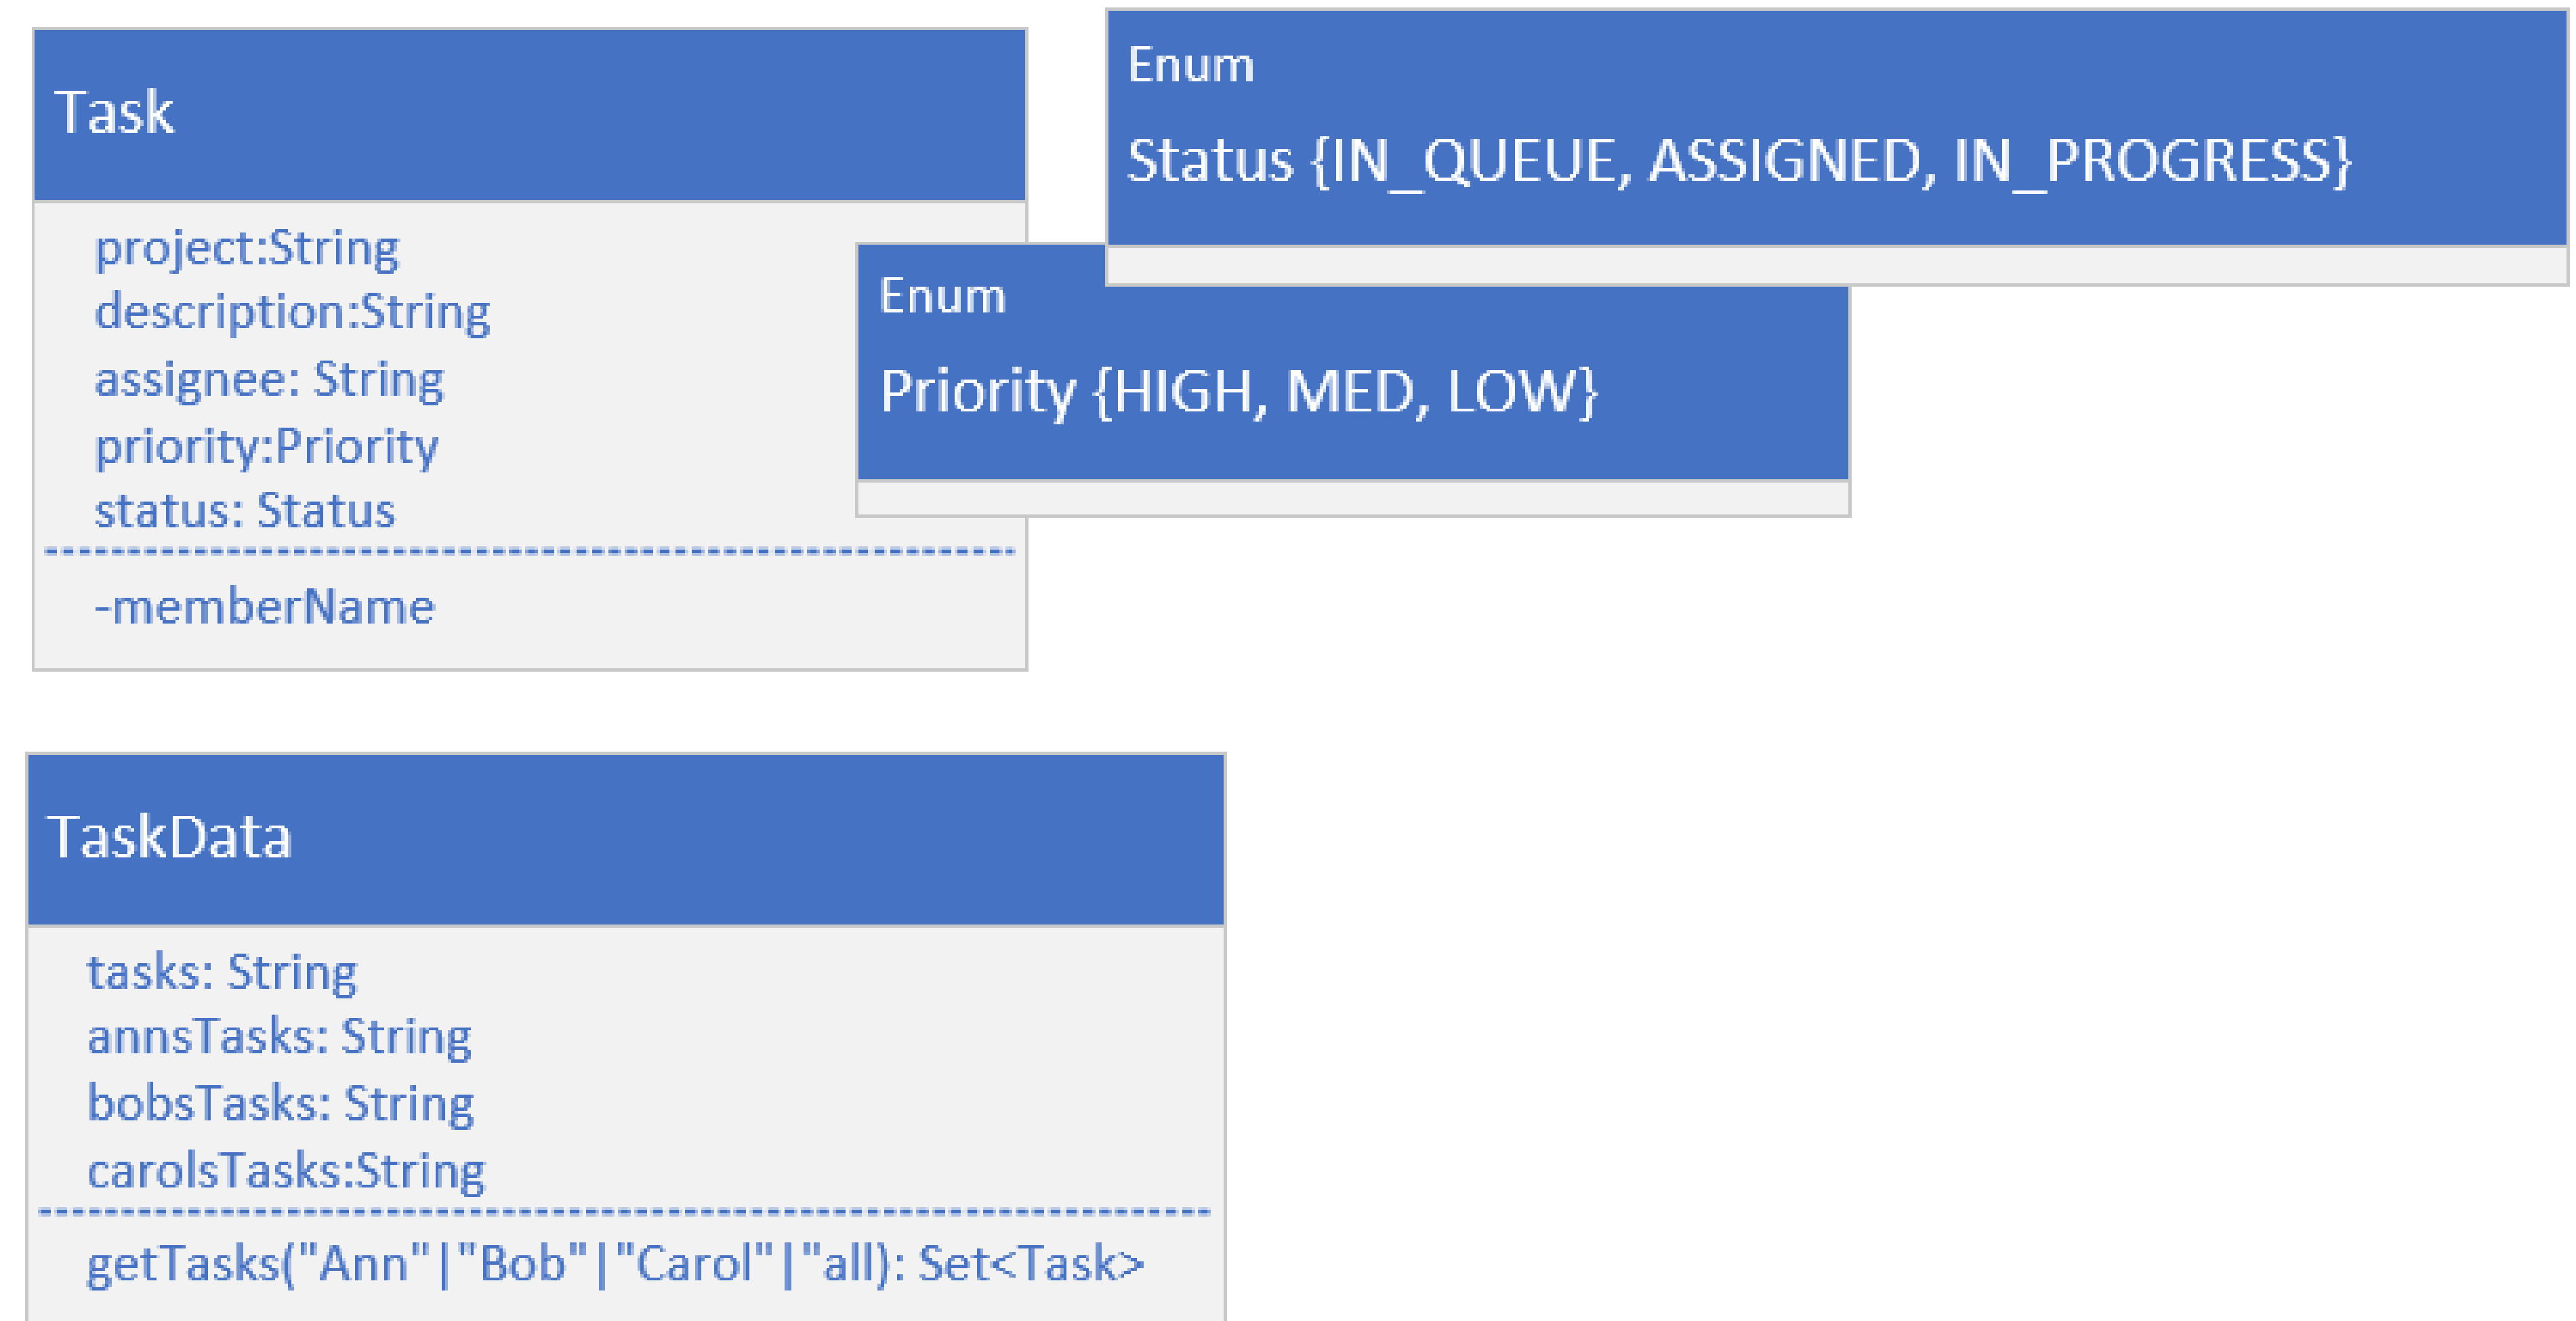 Task
project:String
description:String
assignee: String
priority:Priority
status: Status
-memberName
Enum
Status {IN_QUEUE, ASSIGNED, IN_PROGRESS}
Enum
Priority {HIGH, MED, LOW}
TaskData
tasks: String
annsTasks: String
bobsTasks: String
carolsTasks:String
getTasks("Ann"|"Bob"|"Carol"|"all): Set<Task>